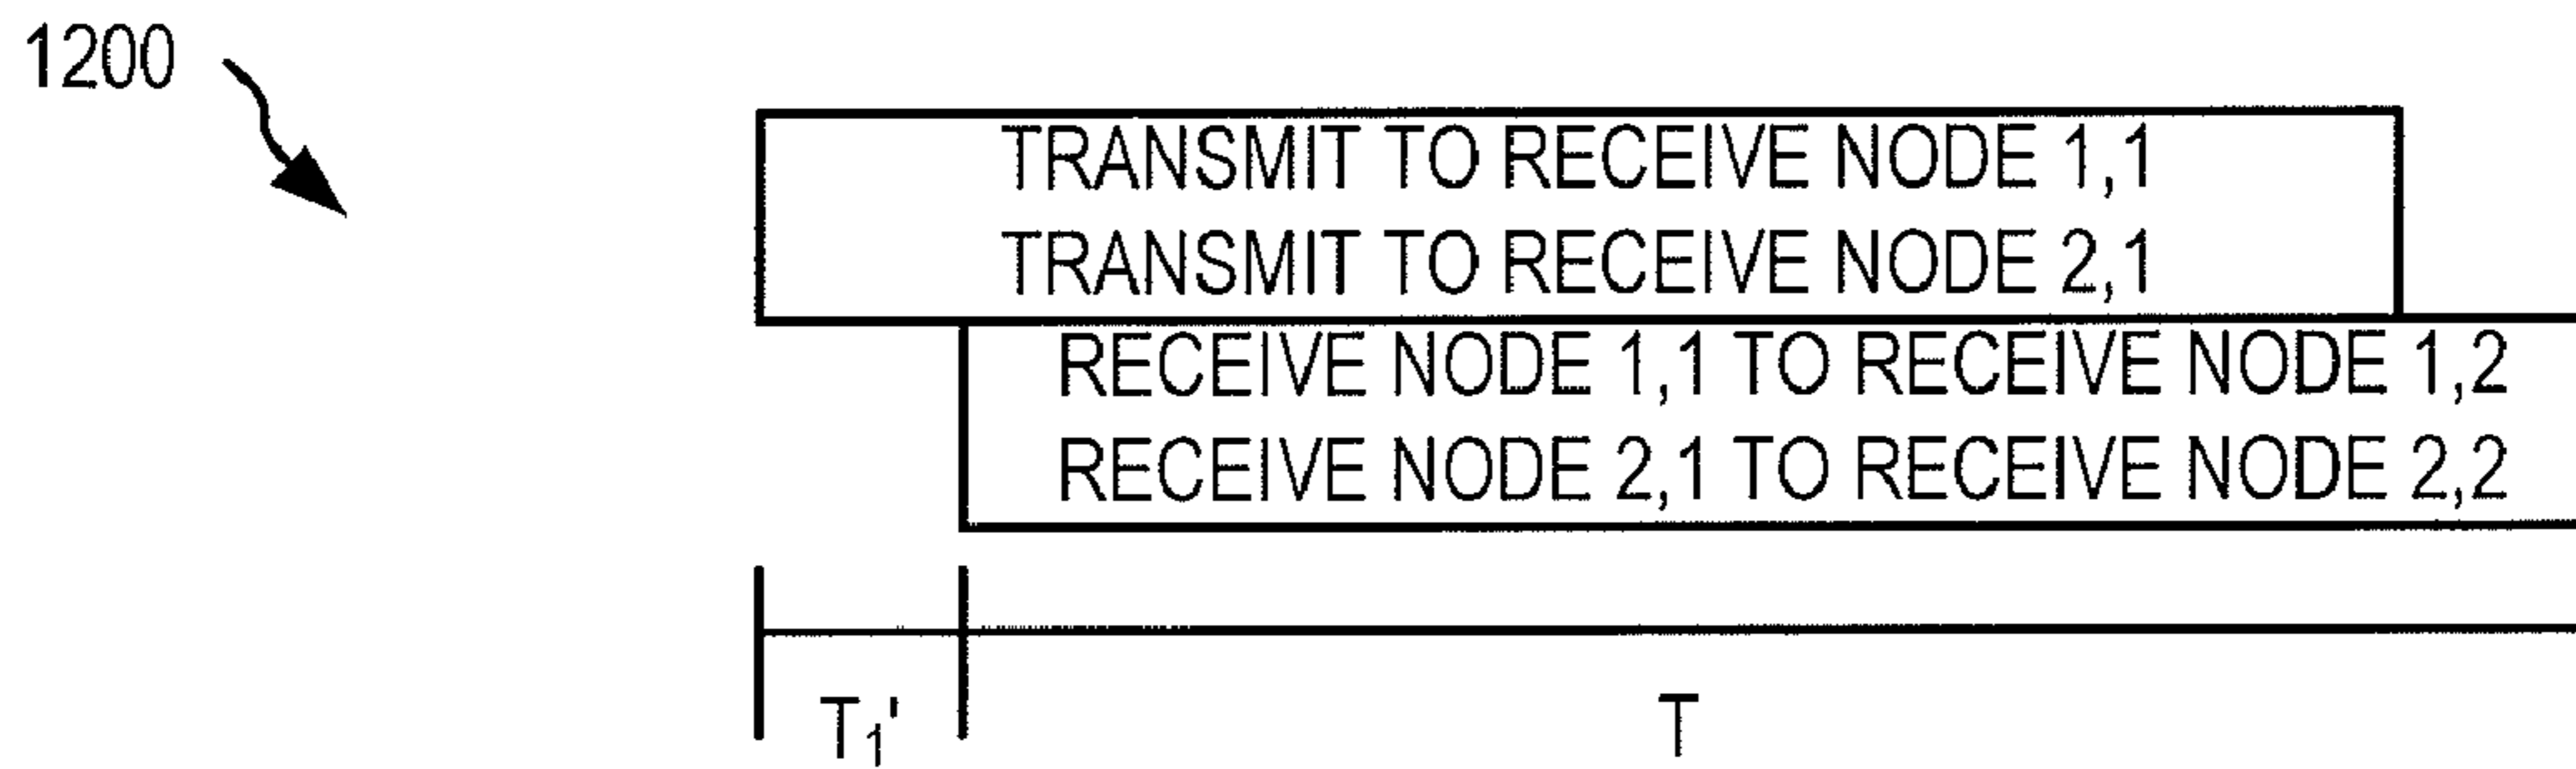 1200
TRANSMIT TO RECEIVE NODE 1,1
TRANSMIT TO RECEIVE NODE 2,1
RECEIVE NODE 1,1 TO RECEIVE NODE 1,2
RECEIVE NODE 2,1 TO RECEIVE NODE 2,2
T₁' T